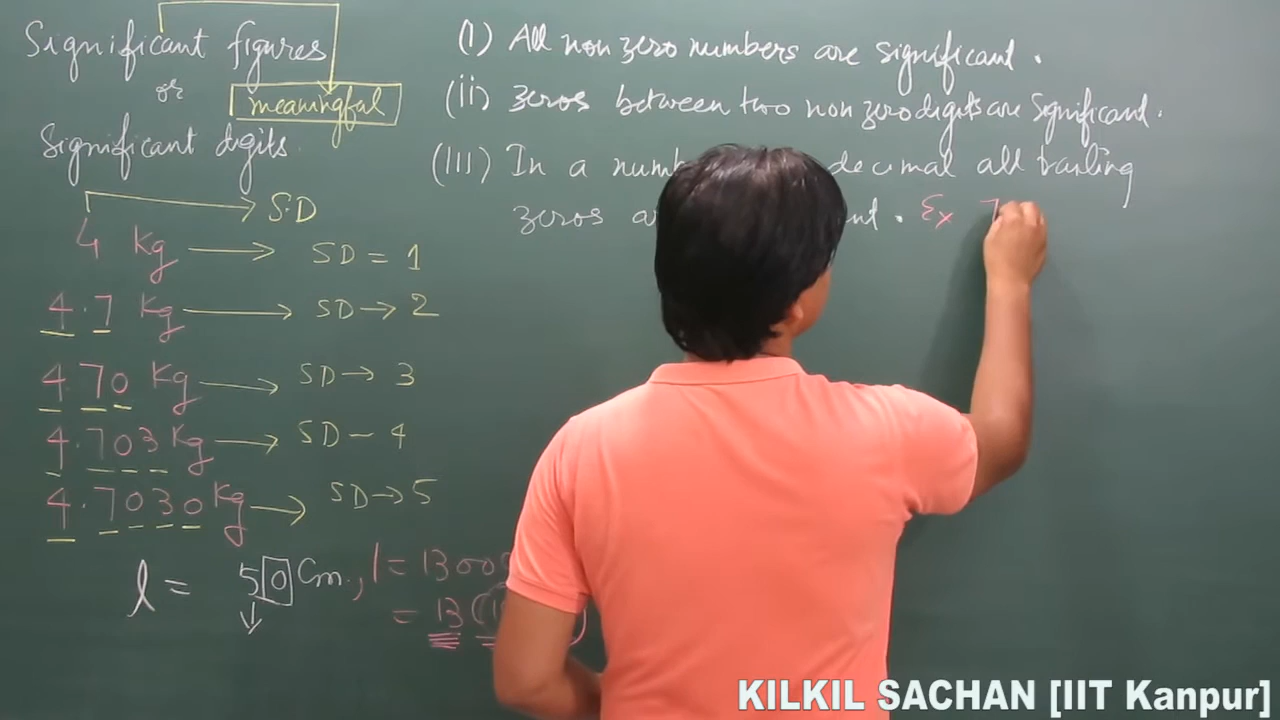 Significant figures
or
meaningful
Significant digits.
S.D
4 Kg → SD = 1
4.7 Kg → SD → 2
4.70 Kg → SD → 3
4.703 Kg → SD - 4
4.7030 Kg → SD → 5
l = 50 Cm, l = 1300
= 13
(I) All non zero numbers are significant.
(ii) zeros between two non zero digits are Significant.
(III) In a decimal all trailing
zeros Ex 7
KILKIL SACHAN [IIT Kanpur]